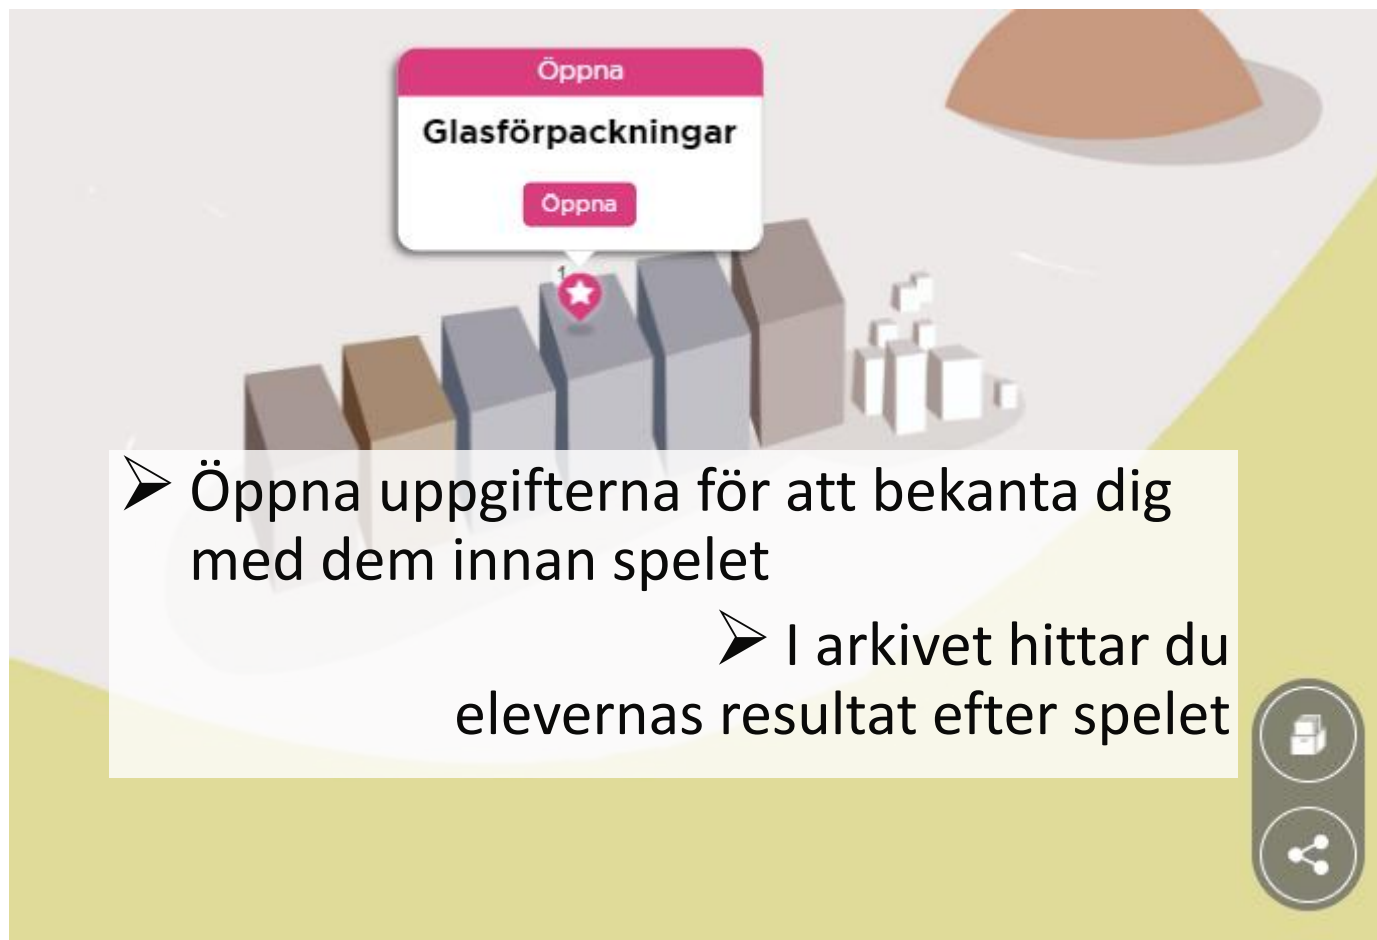 Öppna
Glasförpackningar
Öppna
1
➢ Öppna uppgifterna för att bekanta dig
med dem innan spelet
➢ I arkivet hittar du
elevernas resultat efter spelet